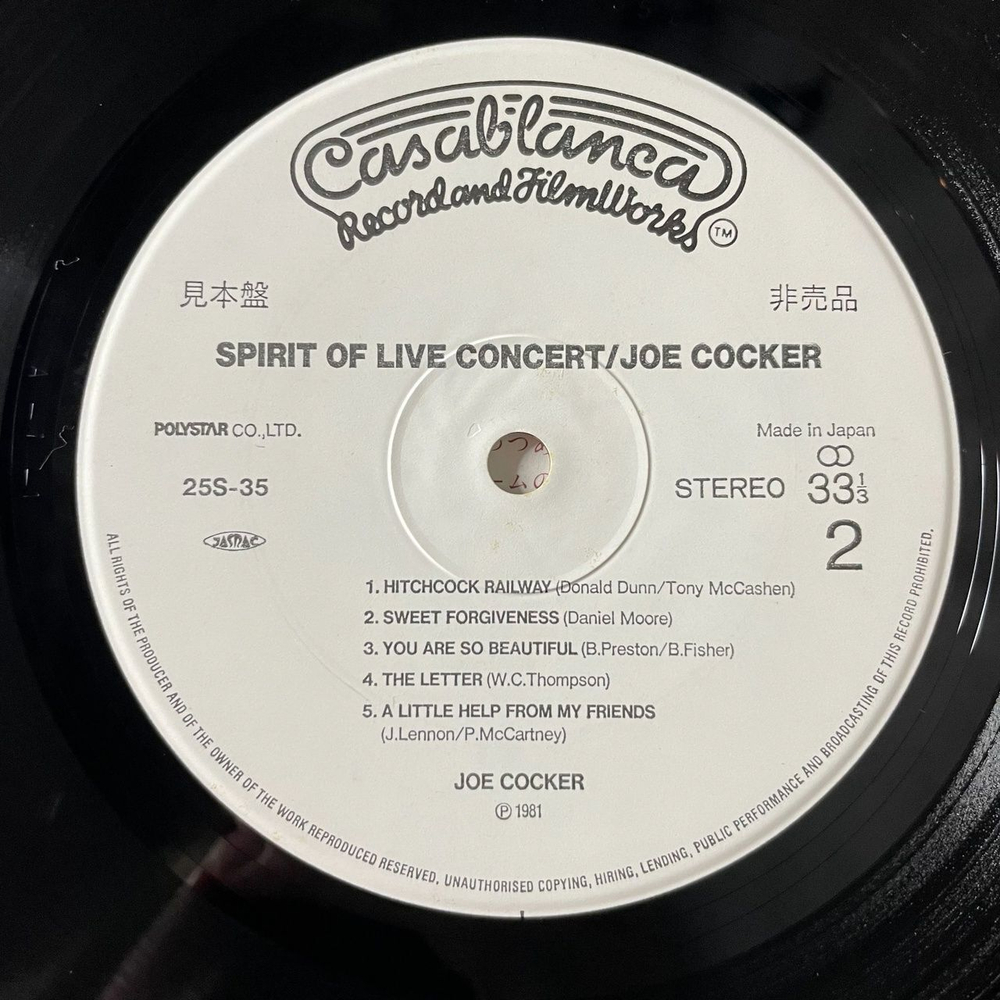 Casablanca
Record and FilmWorks TM
見本盤
非売品
SPIRIT OF LIVE CONCERT/JOE COCKER
POLYSTAR CO.,LTD.
Made in Japan
25S-35
STEREO 33 1/3
JASRAC
2
1. HITCHCOCK RAILWAY (Donald Dunn/Tony McCashen)
2. SWEET FORGIVENESS (Daniel Moore)
3. YOU ARE SO BEAUTIFUL (B.Preston/B.Fisher)
4. THE LETTER (W.C.Thompson)
5. A LITTLE HELP FROM MY FRIENDS
(J.Lennon/P.McCartney)
JOE COCKER
Ⓟ 1981
ALL RIGHTS OF THE PRODUCER AND OF THE OWNER OF THE WORK REPRODUCED RESERVED, UNAUTHORISED COPYING, HIRING, LENDING, PUBLIC PERFORMANCE AND BROADCASTING OF THIS RECORD PROHIBITED.